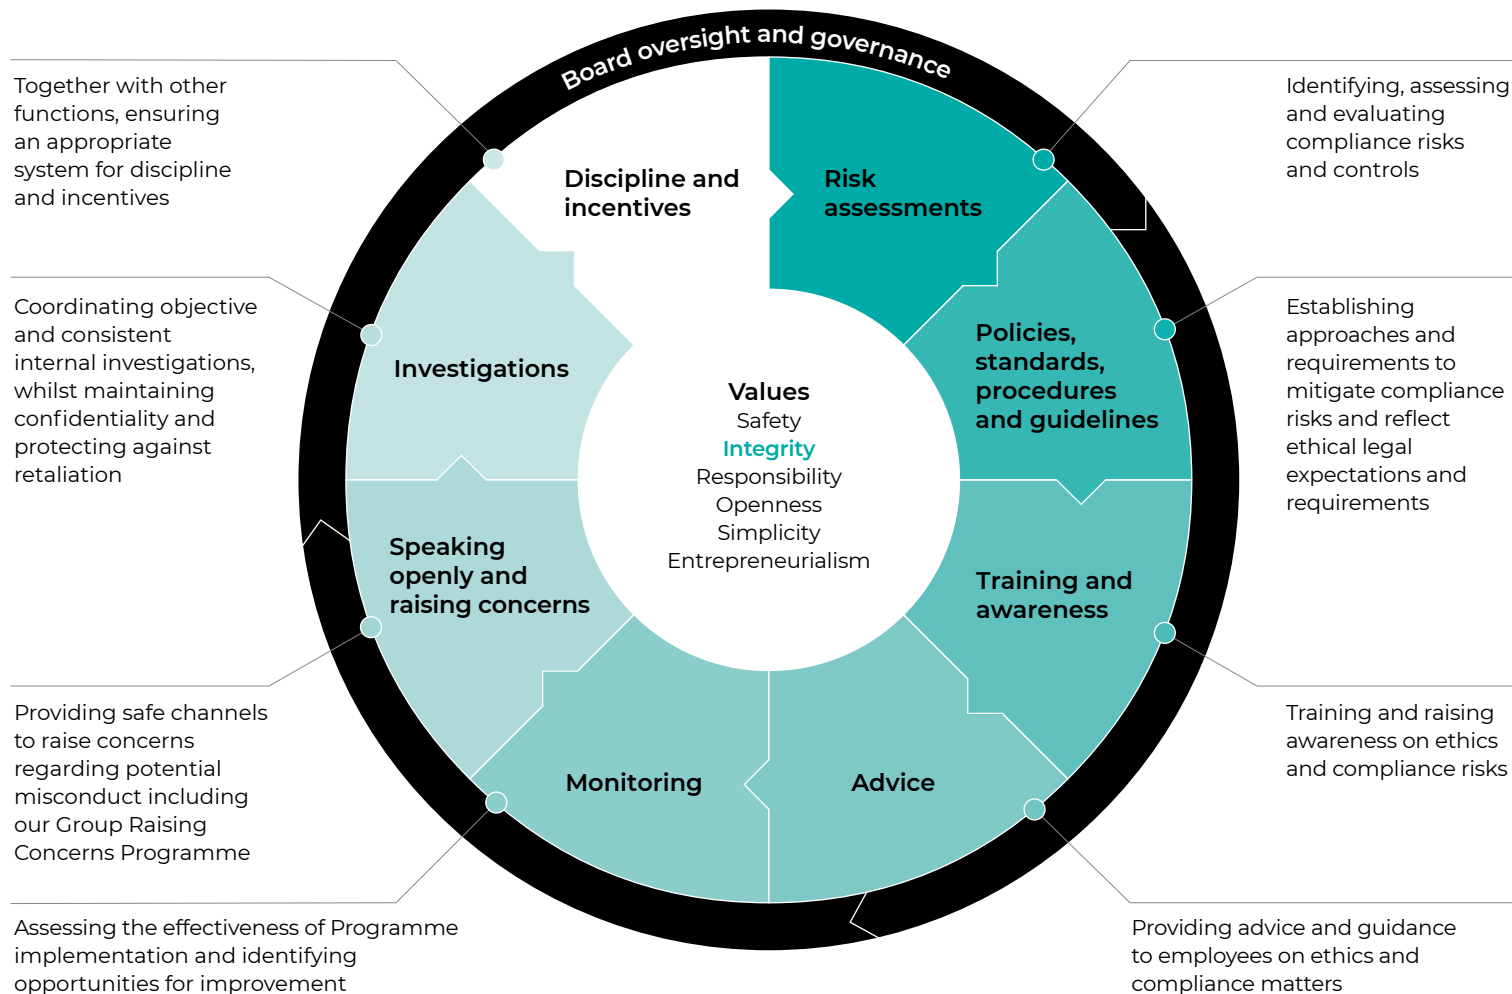 Board oversight and governance
Together with other
functions, ensuring
an appropriate
system for discipline
and incentives
Identifying, assessing
and evaluating
compliance risks
and controls
Discipline and
incentives
Risk
assessments
Coordinating objective
and consistent
internal investigations,
whilst maintaining
confidentiality and
protecting against
retaliation
Investigations
Policies,
standards,
procedures
and guidelines
Establishing
approaches and
requirements to
mitigate compliance
risks and reflect
ethical legal
expectations and
requirements
Values
Safety
Integrity
Responsibility
Openness
Simplicity
Entrepreneurialism
Speaking
openly and
raising concerns
Training and
awareness
Providing safe channels
to raise concerns
regarding potential
misconduct including
our Group Raising
Concerns Programme
Monitoring
Advice
Training and raising
awareness on ethics
and compliance risks
Assessing the effectiveness of Programme
implementation and identifying
opportunities for improvement
Providing advice and guidance
to employees on ethics and
compliance matters